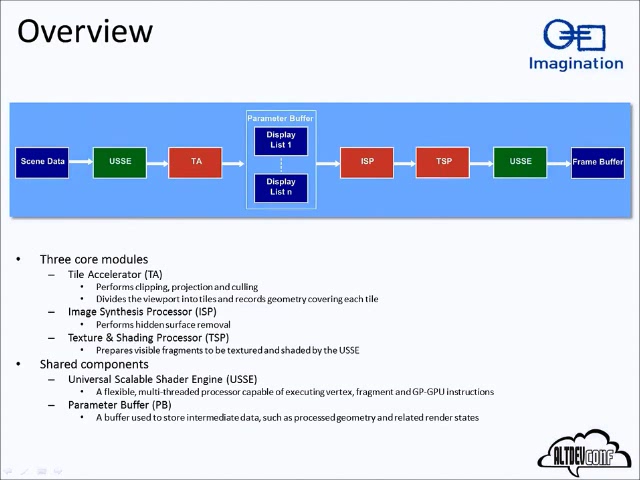 Overview
Imagination
Parameter Buffer
Scene Data
USSE
TA
Display
List 1
Display
List n
ISP
TSP
USSE
Frame Buffer
• Three core modules
– Tile Accelerator (TA)
• Performs clipping, projection and culling
• Divides the viewport into tiles and records geometry covering each tile
– Image Synthesis Processor (ISP)
• Performs hidden surface removal
– Texture & Shading Processor (TSP)
• Prepares visible fragments to be textured and shaded by the USSE
• Shared components
– Universal Scalable Shader Engine (USSE)
• A flexible, multi-threaded processor capable of executing vertex, fragment and GP-GPU instructions
– Parameter Buffer (PB)
• A buffer used to store intermediate data, such as processed geometry and related render states
ALTDEVCONF